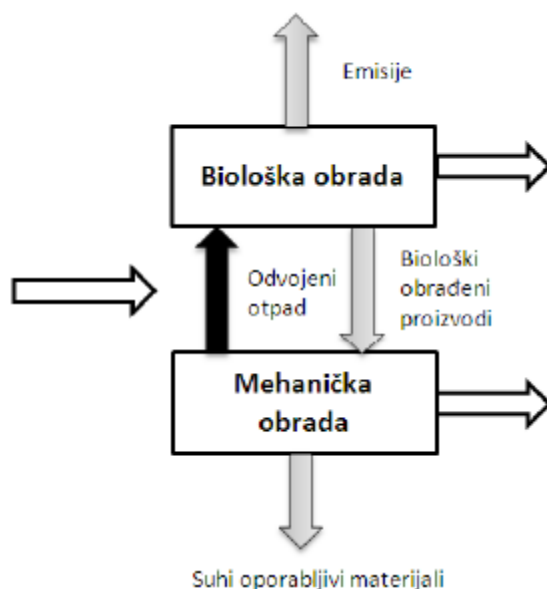 Emisije
Biološka obrada
Odvojeni
otpad
Biološki
obrađeni
proizvodi
Mehanička
obrada
Suhi oporabljivi materijali